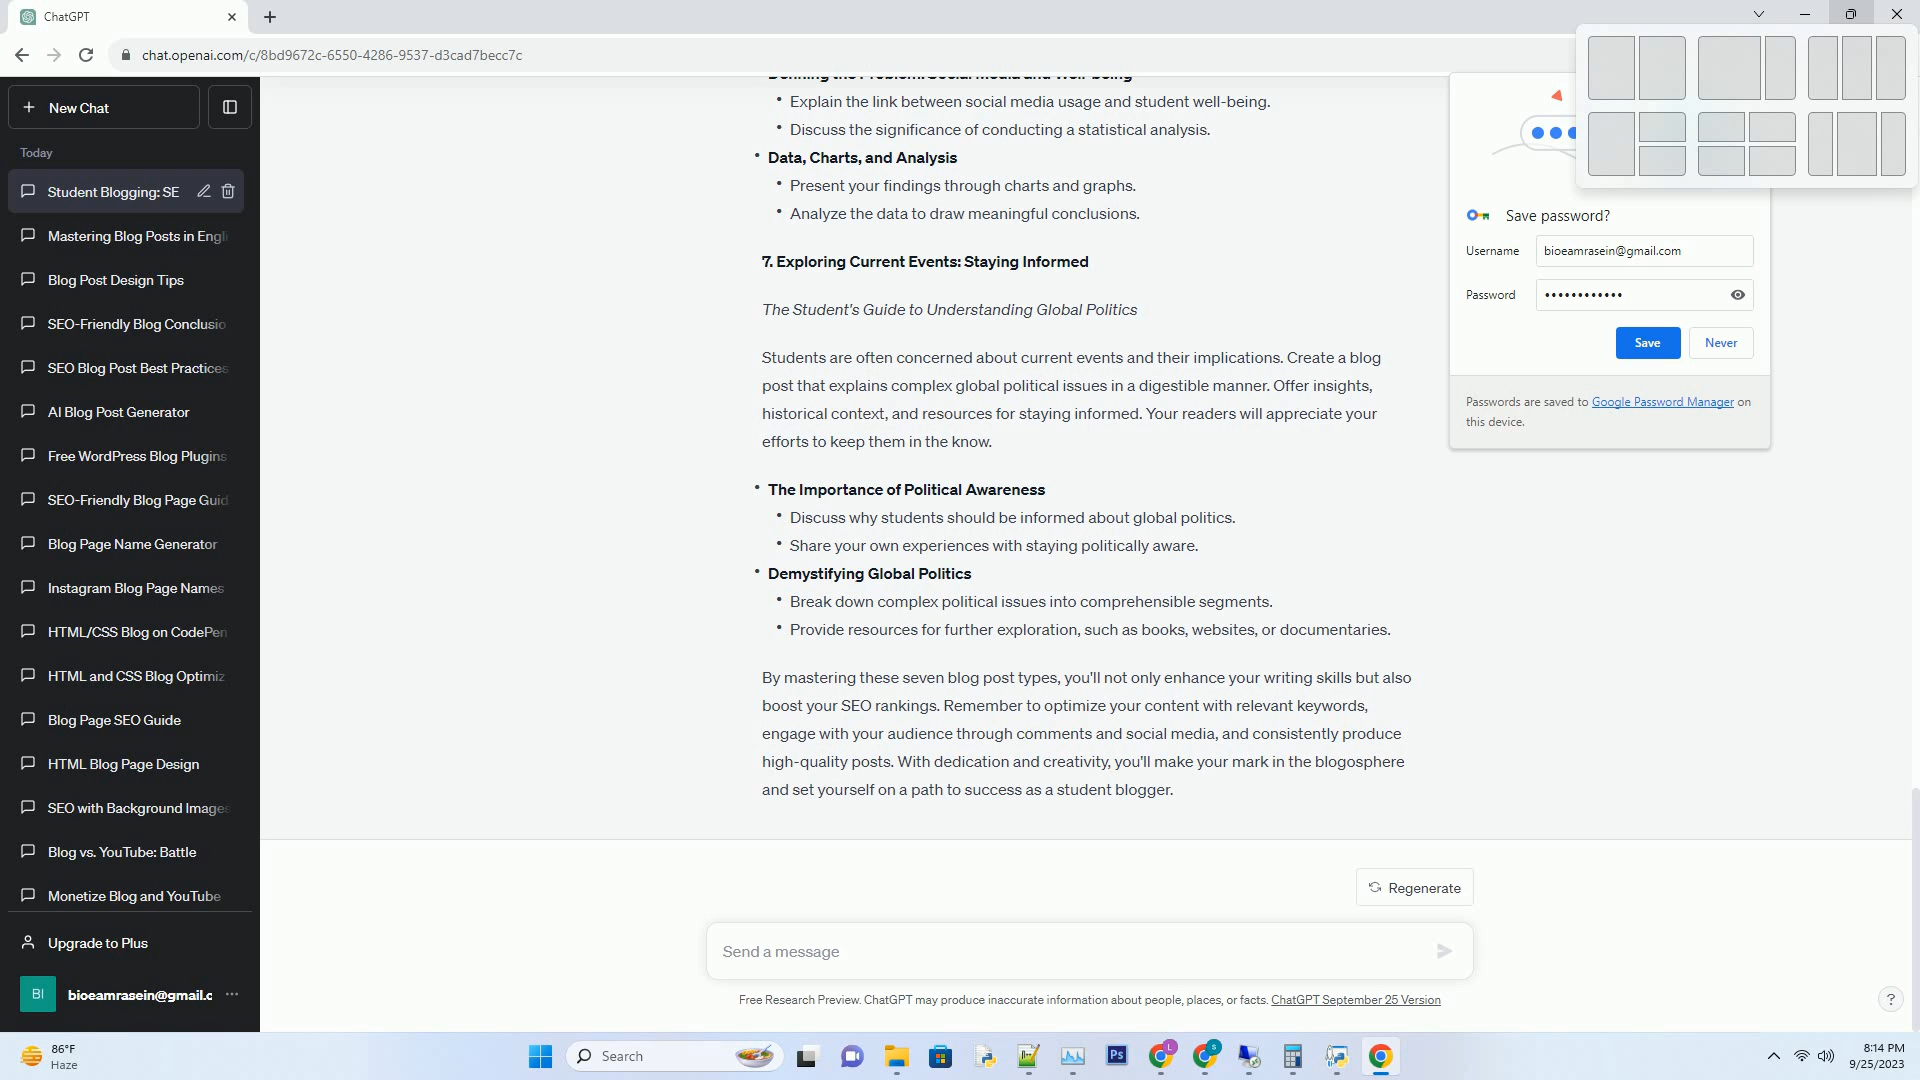 ChatGPT
chat.openai.com/c/8bd9672c-6550-4286-9537-d3cad7becc7c
New Chat
Today
Student Blogging: SE
Mastering Blog Posts in Engli
Blog Post Design Tips
SEO-Friendly Blog Conclusio
SEO Blog Post Best Practices
AI Blog Post Generator
Free WordPress Blog Plugins
SEO-Friendly Blog Page Guid
Blog Page Name Generator
Instagram Blog Page Names
HTML/CSS Blog on CodePen
HTML and CSS Blog Optimiz
Blog Page SEO Guide
HTML Blog Page Design
SEO with Background Images
Blog vs. YouTube: Battle
Monetize Blog and YouTube
Upgrade to Plus
BI
bioeamrasein@gmail.c
Defining the Problem: Social Media and Well-being
• Explain the link between social media usage and student well-being.
• Discuss the significance of conducting a statistical analysis.
• Data, Charts, and Analysis
• Present your findings through charts and graphs.
• Analyze the data to draw meaningful conclusions.
7. Exploring Current Events: Staying Informed
The Student's Guide to Understanding Global Politics
Students are often concerned about current events and their implications. Create a blog
post that explains complex global political issues in a digestible manner. Offer insights,
historical context, and resources for staying informed. Your readers will appreciate your
efforts to keep them in the know.
• The Importance of Political Awareness
• Discuss why students should be informed about global politics.
• Share your own experiences with staying politically aware.
• Demystifying Global Politics
• Break down complex political issues into comprehensible segments.
• Provide resources for further exploration, such as books, websites, or documentaries.
By mastering these seven blog post types, you'll not only enhance your writing skills but also
boost your SEO rankings. Remember to optimize your content with relevant keywords,
engage with your audience through comments and social media, and consistently produce
high-quality posts. With dedication and creativity, you'll make your mark in the blogosphere
and set yourself on a path to success as a student blogger.
Regenerate
Send a message
Free Research Preview. ChatGPT may produce inaccurate information about people, places, or facts. ChatGPT September 25 Version
?
Save password?
Username
bioeamrasein@gmail.com
Password
••••••••••••
Save
Never
Passwords are saved to Google Password Manager on
this device.
86°F
Haze
Search
Ps
L
S
8:14 PM
9/25/2023